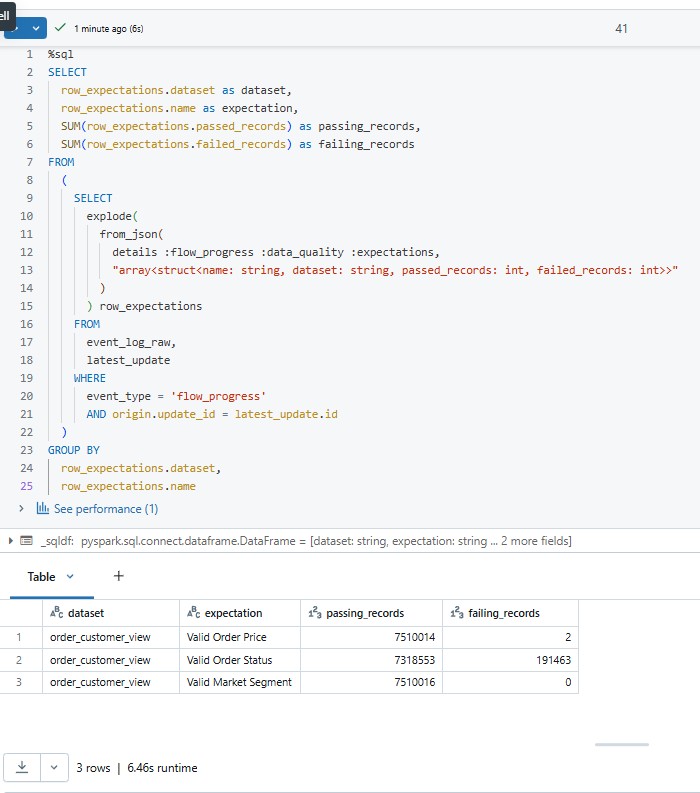 ell
1 minute ago (6s)
41
1 %sql
2 SELECT
3 row_expectations.dataset as dataset,
4 row_expectations.name as expectation,
5 SUM(row_expectations.passed_records) as passing_records,
6 SUM(row_expectations.failed_records) as failing_records
7 FROM
8 (
9 SELECT
10 explode(
11 from_json(
12 details :flow_progress :data_quality :expectations,
13 "array<struct<name: string, dataset: string, passed_records: int, failed_records: int>>"
14 )
15 ) row_expectations
16 FROM
17 event_log_raw,
18 latest_update
19 WHERE
20 event_type = 'flow_progress'
21 AND origin.update_id = latest_update.id
22 )
23 GROUP BY
24 row_expectations.dataset,
25 row_expectations.name
See performance (1)
_sqldf: pyspark.sql.connect.dataframe.DataFrame = [dataset: string, expectation: string ... 2 more fields]
Table +
ABC dataset ABC expectation 123 passing_records 123 failing_records
1 order_customer_view Valid Order Price 7510014 2
2 order_customer_view Valid Order Status 7318553 191463
3 order_customer_view Valid Market Segment 7510016 0
3 rows | 6.46s runtime